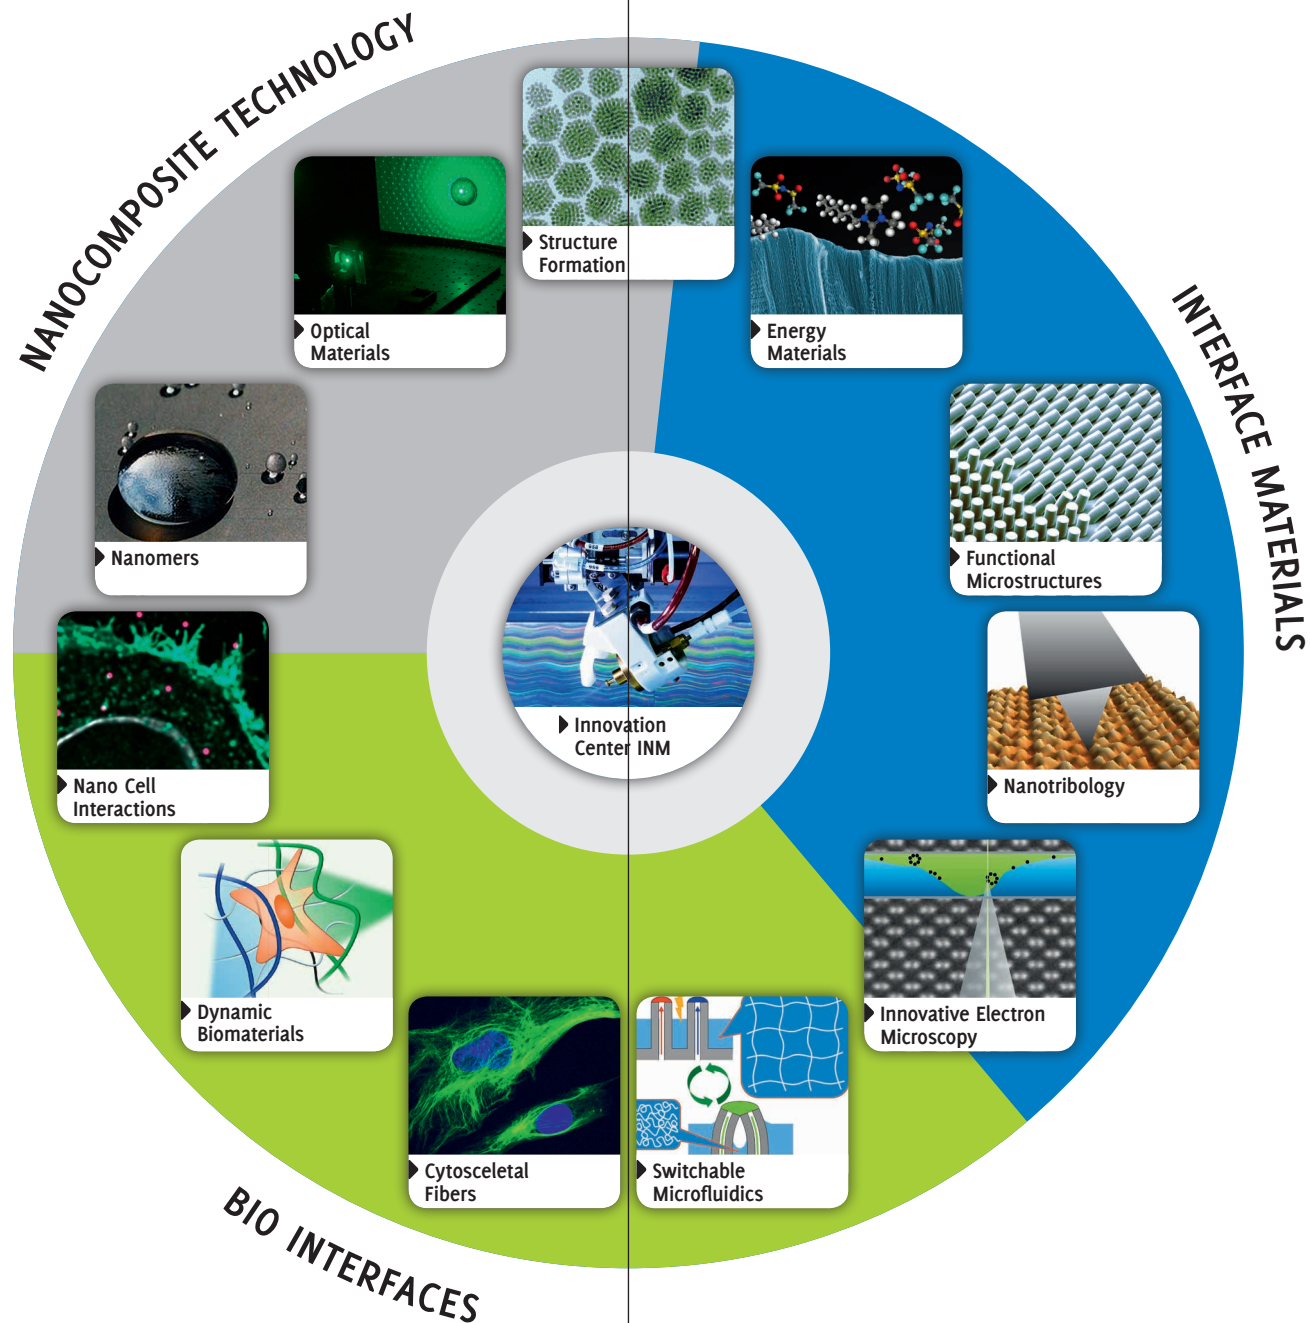 NANOCOMPOSITE TECHNOLOGY
Structure
Formation
Optical
Materials
Energy
Materials
INTERFACE MATERIALS
Nanomers
Functional
Microstructures
Innovation
Center INM
Nano Cell
Interactions
Nanotribology
Dynamic
Biomaterials
Innovative Electron
Microscopy
Cytosceletal
Fibers
Switchable
Microfluidics
BIO INTERFACES